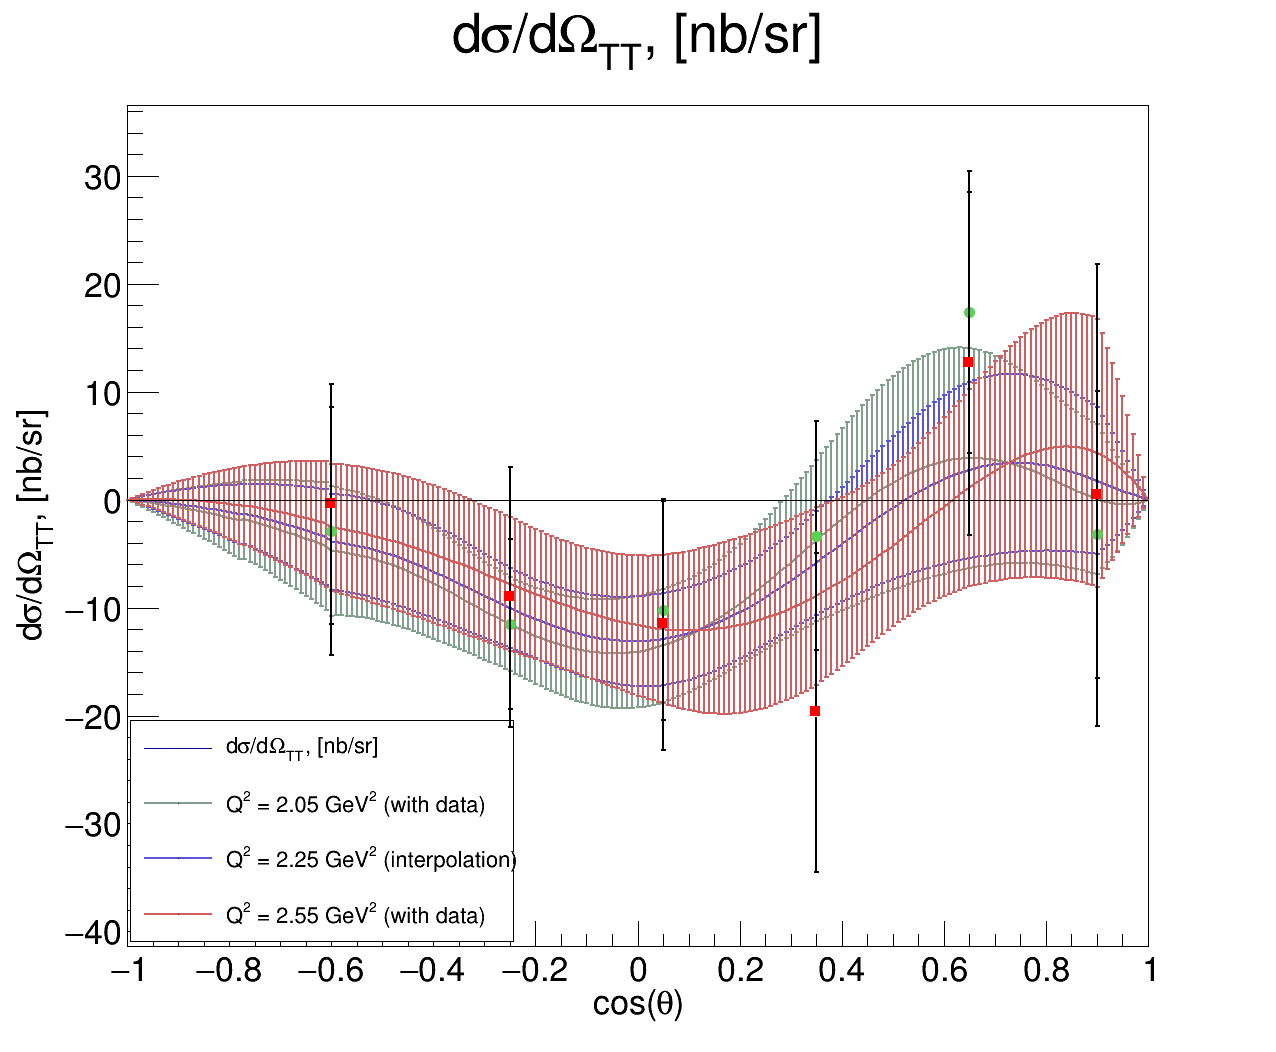 dσ/dΩTT, [nb/sr]
dσ/dΩTT, [nb/sr]
30
20
10
0
−10
−20
−30
−40
dσ/dΩTT, [nb/sr]
Q2 = 2.05 GeV2 (with data)
Q2 = 2.25 GeV2 (interpolation)
Q2 = 2.55 GeV2 (with data)
−1 −0.8 −0.6 −0.4 −0.2 0 0.2 0.4 0.6 0.8 1
cos(θ)